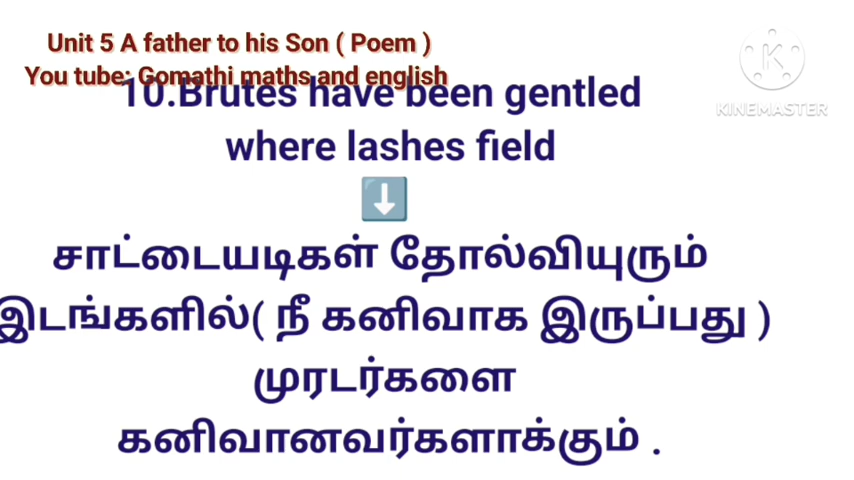 Unit 5 A father to his Son ( Poem )
You tube: Gomathi maths and english
KINEMASTER
10.Brutes have been gentled
where lashes field
சாட்டையடிகள் தோல்வியுரும்
இடங்களில்( நீ கனிவாக இருப்பது )
முரடர்களை
கனிவானவர்களாக்கும் .